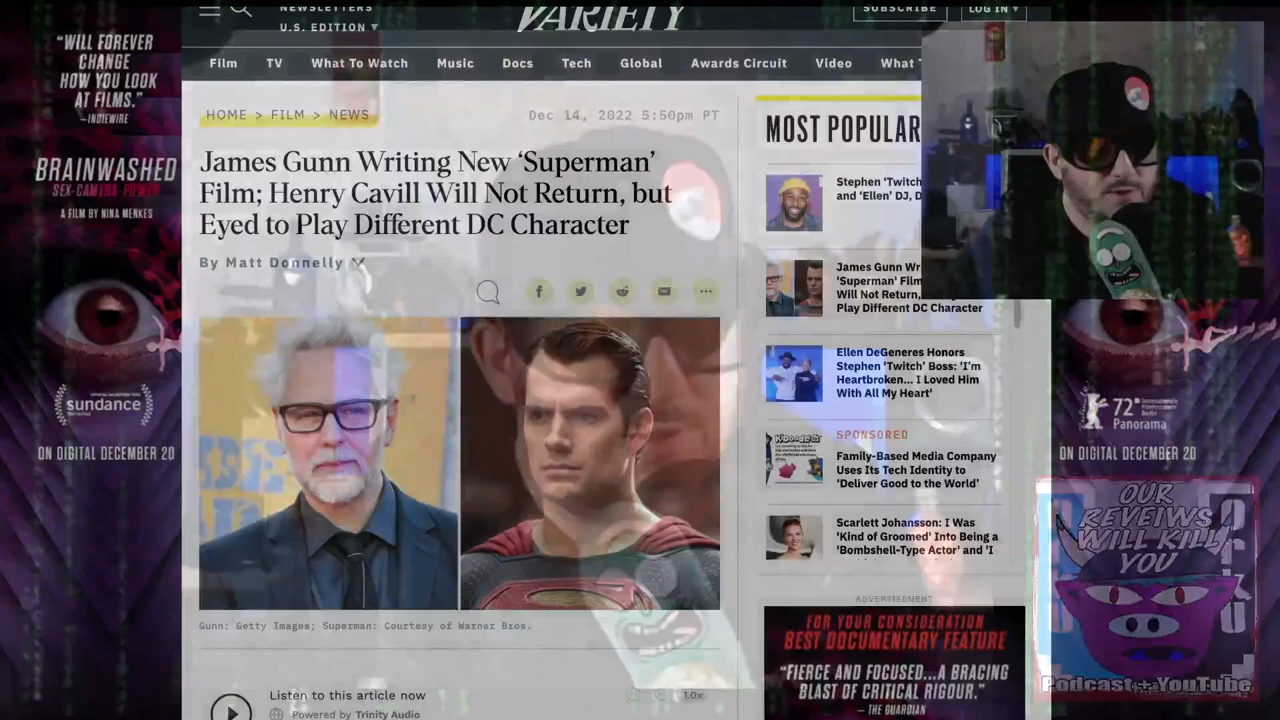 NEWSLETTERS
U.S. EDITION ▾
VARIETY
SUBSCRIBE
LOG IN ▾
Film TV What To Watch Music Docs Tech Global Awards Circuit Video What
HOME > FILM > NEWS
Dec 14, 2022 5:50pm PT
James Gunn Writing New ‘Superman’
Film; Henry Cavill Will Not Return, but
Eyed to Play Different DC Character
By Matt Donnelly
Gunn: Getty Images; Superman: Courtesy of Warner Bros.
Listen to this article now
Powered by Trinity Audio
1.0x
MOST POPULAR
Stephen 'Twitch
and ‘Ellen’ DJ, D
James Gunn Wr
'Superman' Film
Will Not Return,
Play Different DC Character
Ellen DeGeneres Honors
Stephen 'Twitch' Boss: 'I'm
Heartbroken... I Loved Him
With All My Heart'
SPONSORED
Family-Based Media Company
Uses Its Tech Identity to
‘Deliver Good to the World’
Scarlett Johansson: I Was
'Kind of Groomed' Into Being a
'Bombshell-Type Actor' and 'I
ADVERTISEMENT
FOR YOUR CONSIDERATION
BEST DOCUMENTARY FEATURE
“FIERCE AND FOCUSED...A BRACING
BLAST OF CRITICAL RIGOUR.”
— THE GUARDIAN
“WILL FOREVER
CHANGE
HOW YOU LOOK
AT FILMS.”
—INDIEWIRE
BRAINWASHED
SEX-CAMERA-POWER
A FILM BY NINA MENKES
sundance
ON DIGITAL DECEMBER 20
72 Internationale
Filmfestspiele
Berlin
Panorama
ON DIGITAL DECEMBER 20
OUR
REVEIWS
WILL KILL
YOU
Podcast + YouTube